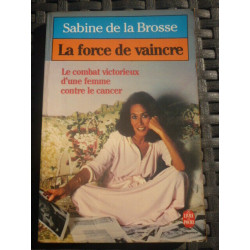 Sabine de la Brosse
La force de vaincre
Le combat victorieux
d'une femme
contre le cancer